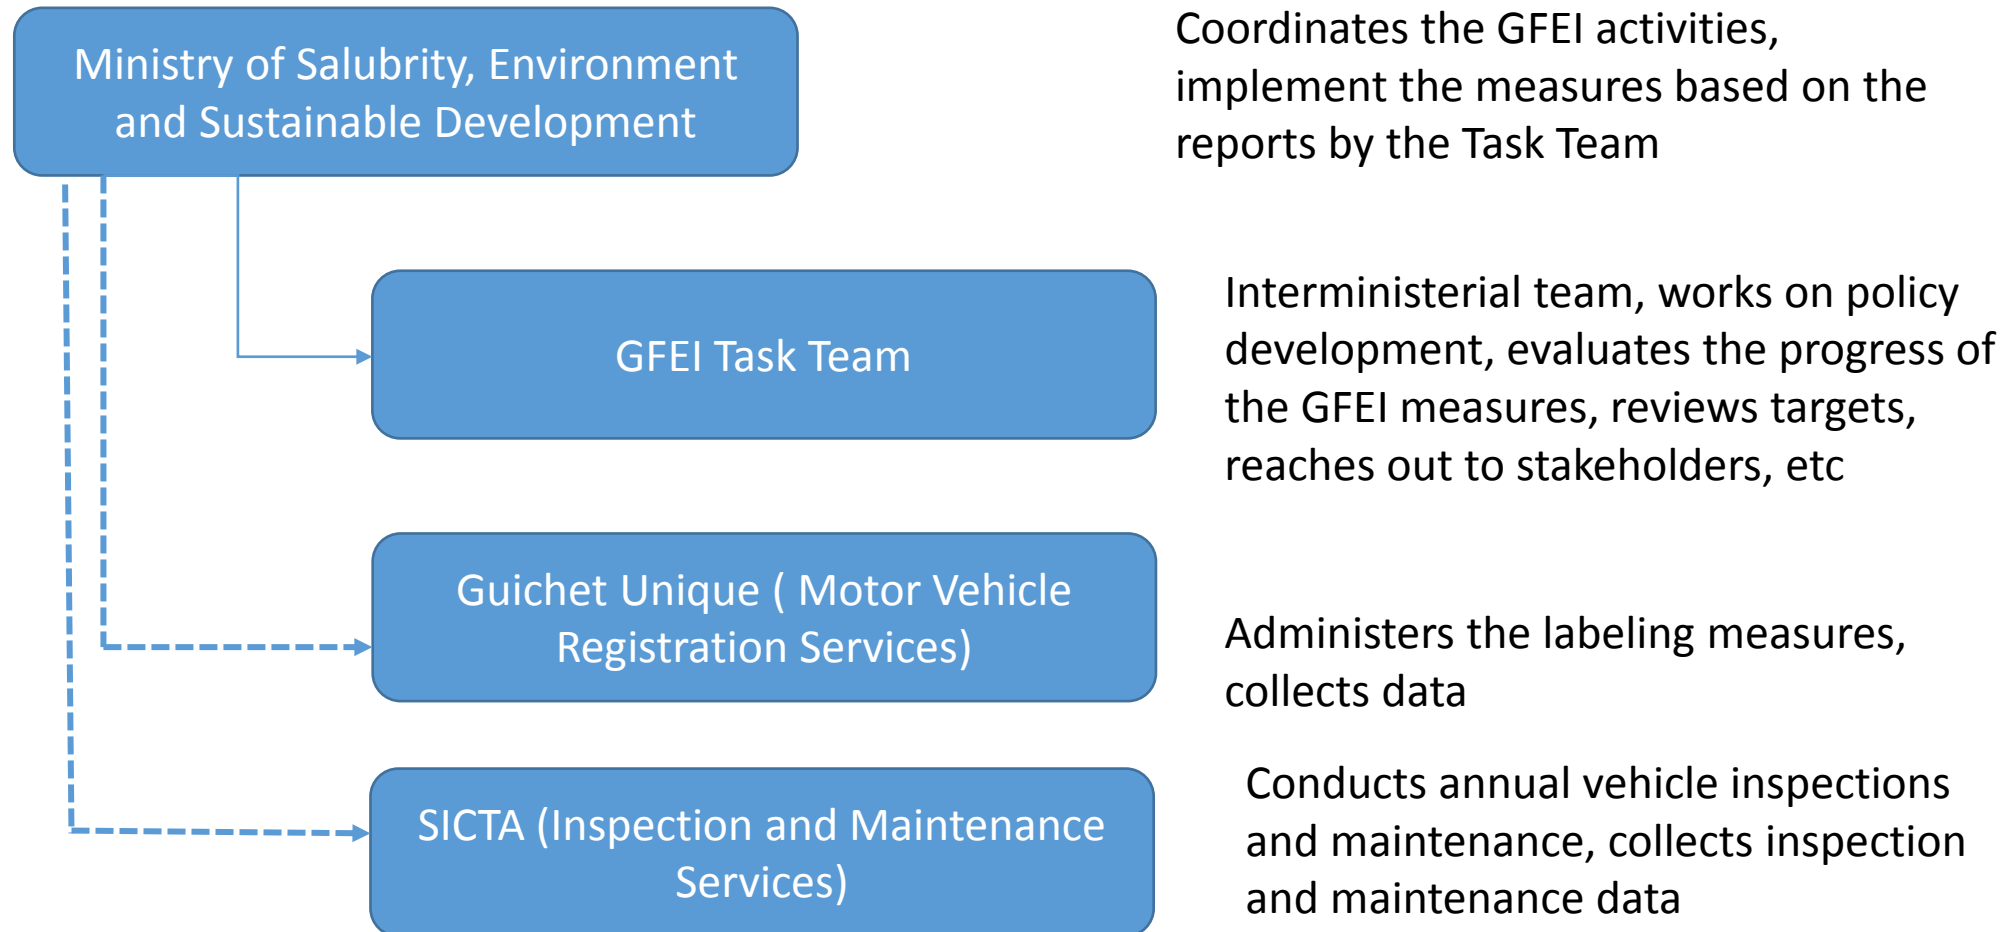 Ministry of Salubrity, Environment
and Sustainable Development
Coordinates the GFEI activities,
implement the measures based on the
reports by the Task Team
GFEI Task Team
Interministerial team, works on policy
development, evaluates the progress of
the GFEI measures, reviews targets,
reaches out to stakeholders, etc
Guichet Unique ( Motor Vehicle
Registration Services)
Administers the labeling measures,
collects data
SICTA (Inspection and Maintenance
Services)
Conducts annual vehicle inspections
and maintenance, collects inspection
and maintenance data